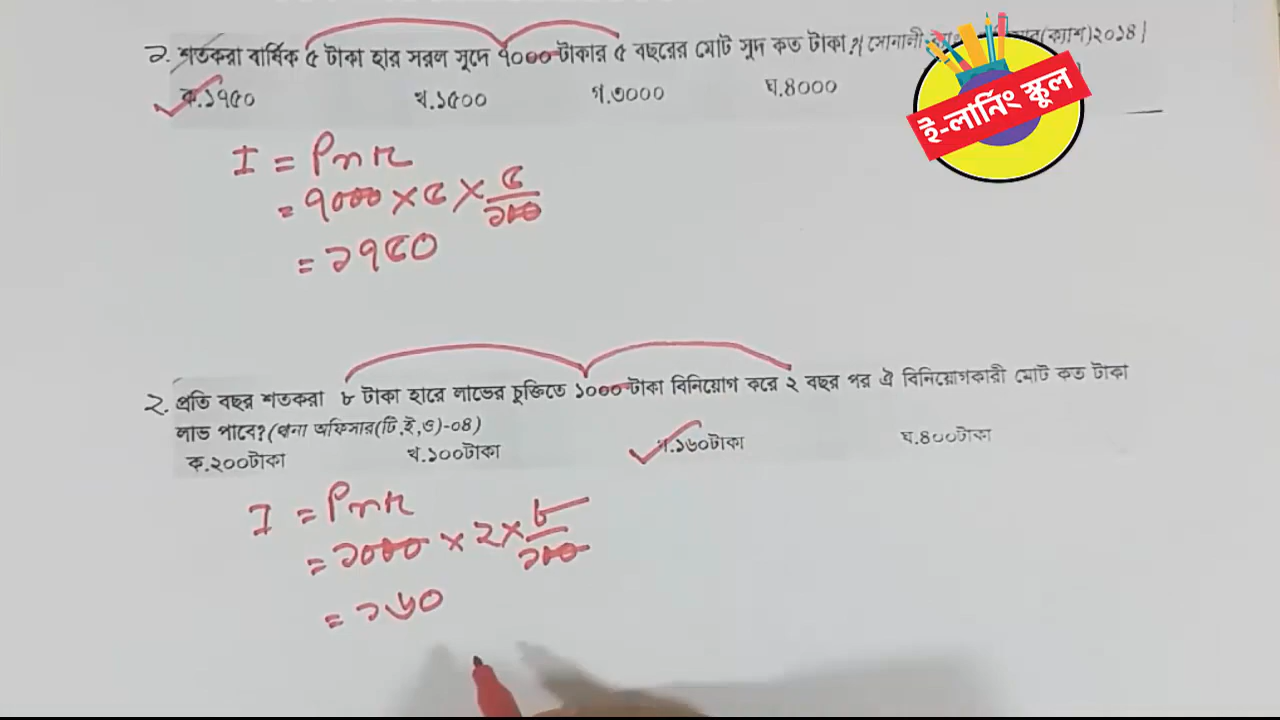 ১. শতকরা বার্ষিক ৫ টাকা হার সরল সুদে ৭০০০ টাকার ৫ বছরের মোট সুদ কত টাকা?। সোনালী (ক্যাশ)২০১৪।
ক.১৭৫০ খ.১৫০০ গ.৩০০০ ঘ.৪০০০
ই-লার্নিং স্কুল
I = Pnr
= ৭০০০ × ৫ × ৫/১০০
= ১৭৫০
২. প্রতি বছর শতকরা ৮ টাকা হারে লাভের চুক্তিতে ১০০০ টাকা বিনিয়োগ করে ২ বছর পর ঐ বিনিয়োগকারী মোট কত টাকা
লাভ পাবে?(থানা অফিসার(টি,ই,ও)-০৪)
ক.২০০টাকা খ.১০০টাকা গ.১৬০টাকা ঘ.৪০০টাকা
I = Pnr
= ১০০০ × ২ × ৮/১০০
= ১৬০